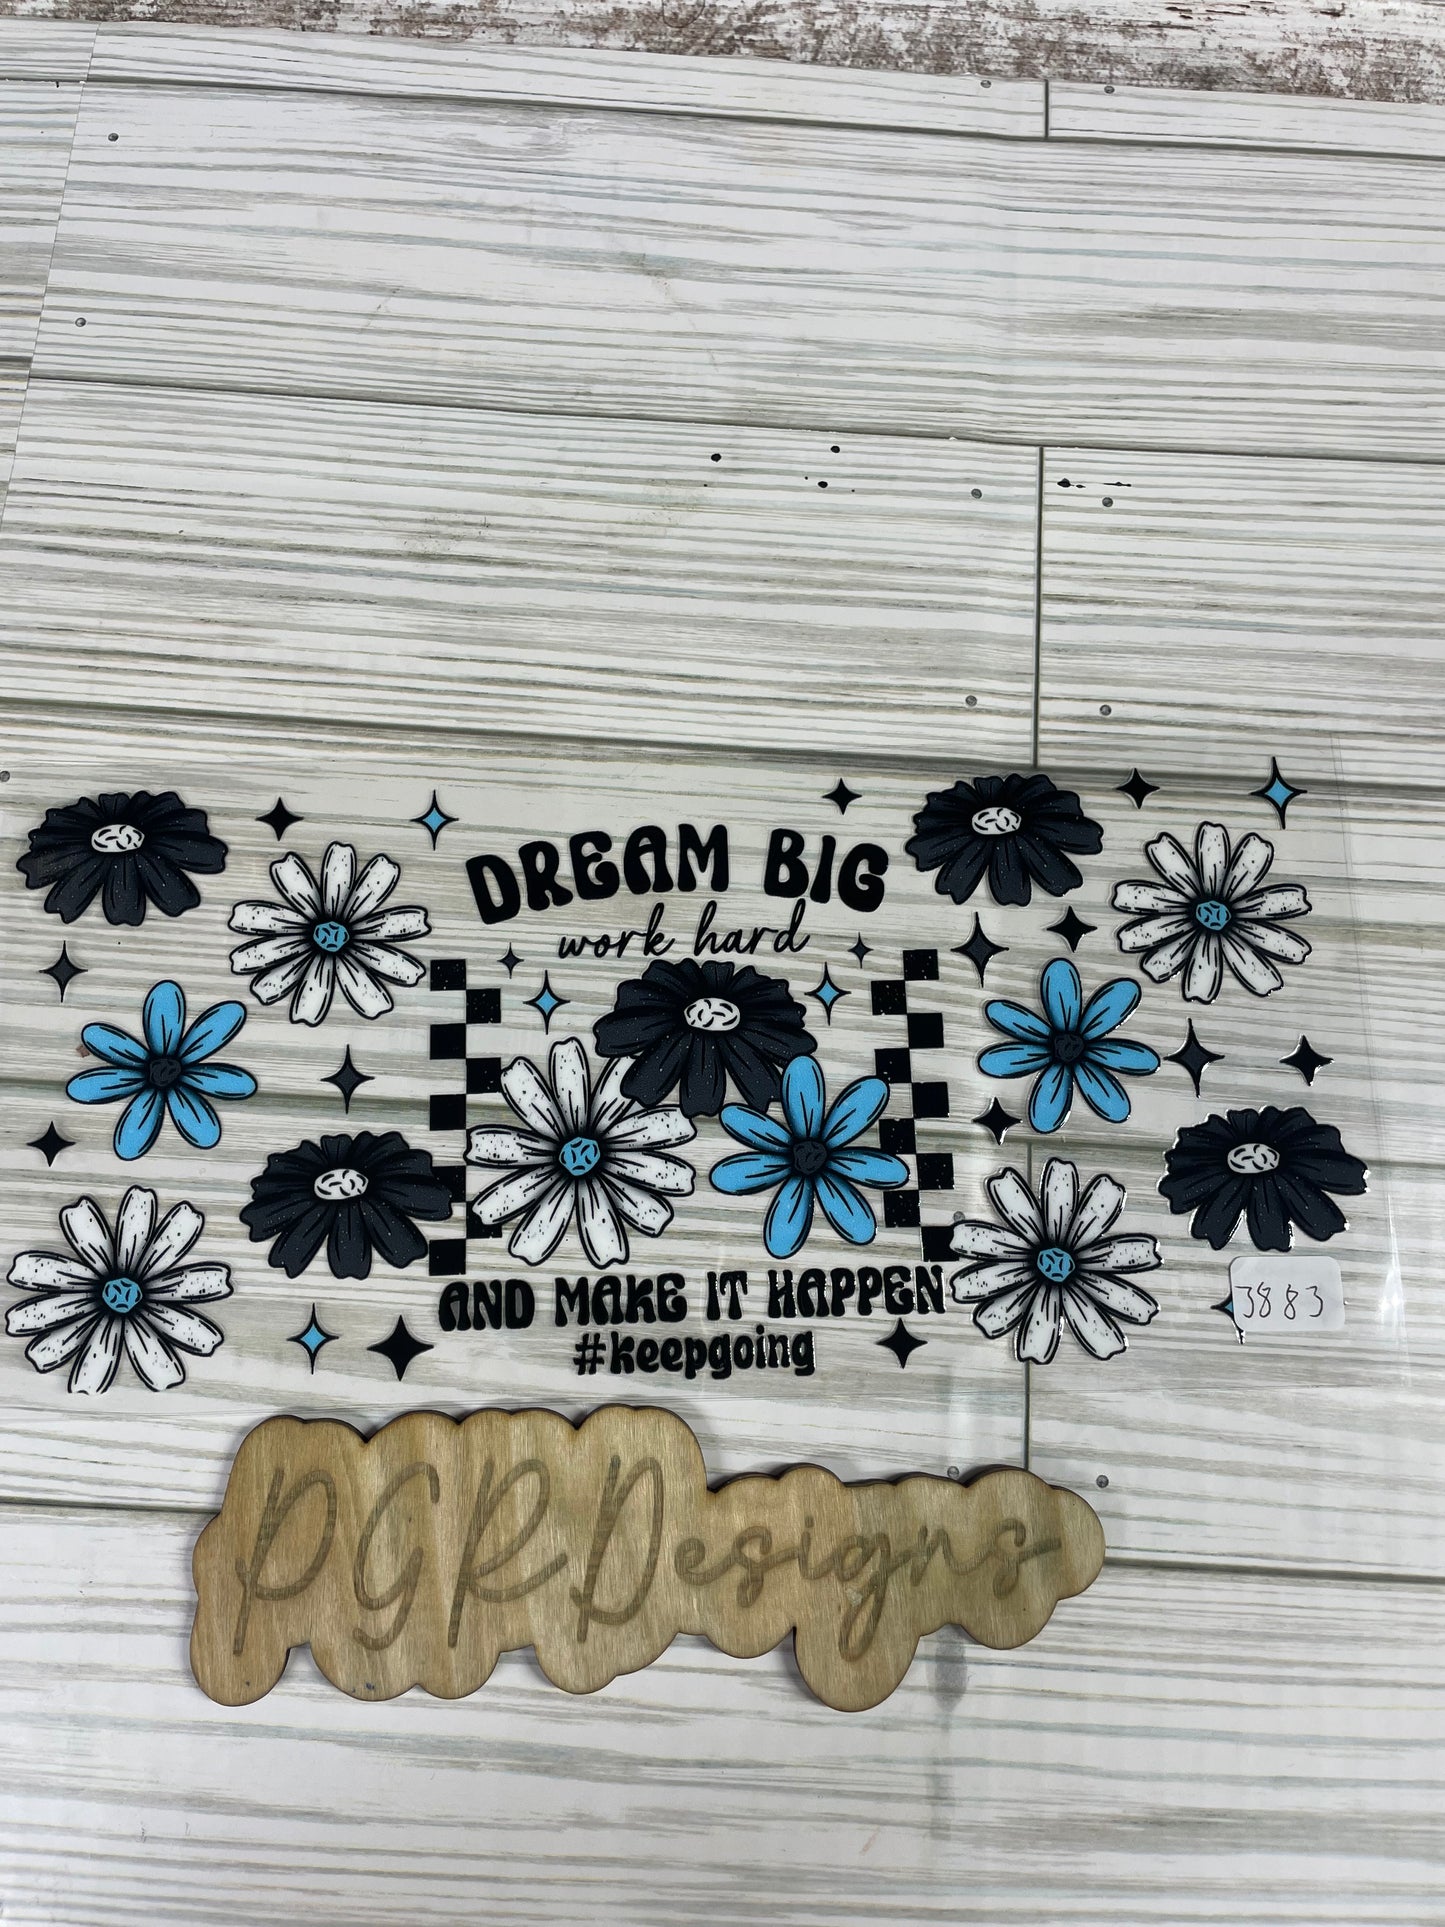 DREAM BIG
work hard
AND MAKE IT HAPPEN
#keepgoing
3883
PGRDesigns